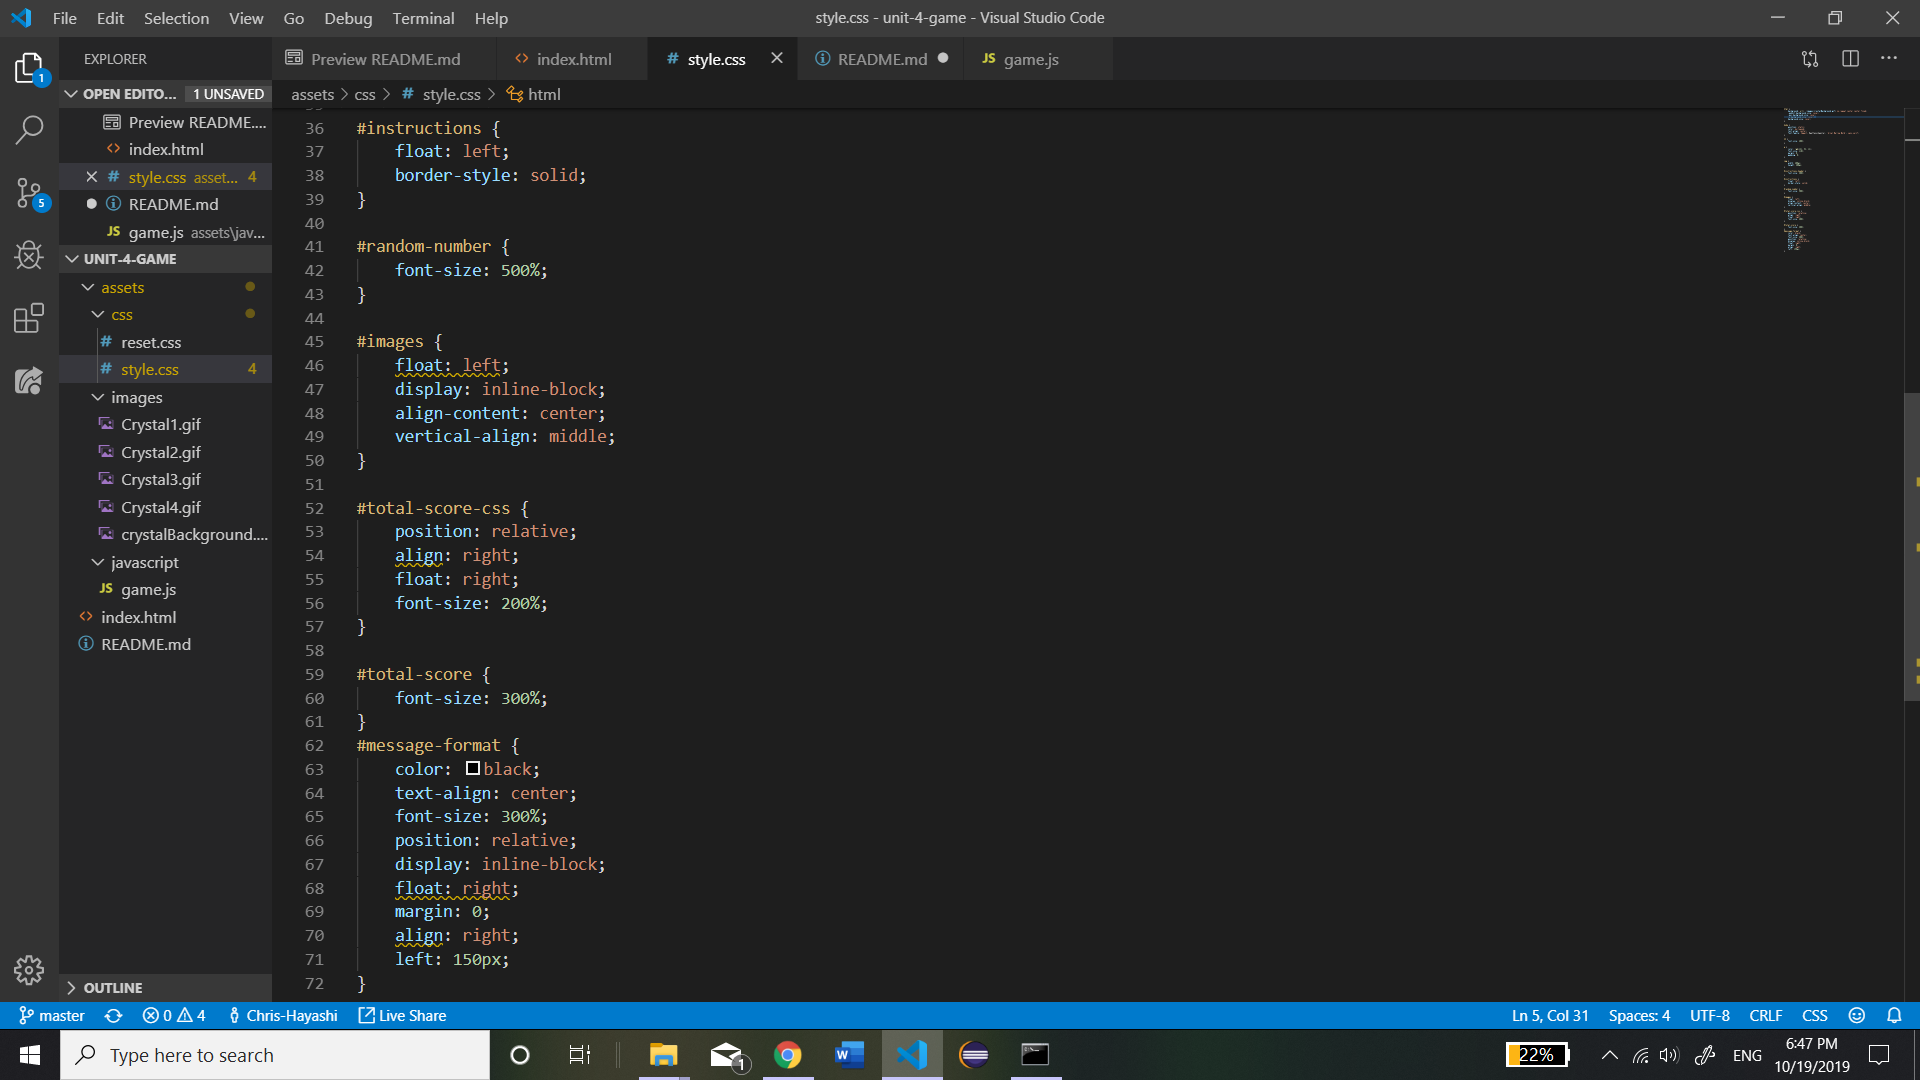 File Edit Selection View Go Debug Terminal Help
style.css - unit-4-game - Visual Studio Code
EXPLORER
Preview README.md
index.html
# style.css
README.md
JS game.js
OPEN EDITO... 1 UNSAVED
assets > css > # style.css > html
Preview README....
index.html
# style.css asset... 4
README.md
JS game.js assets\jav...
UNIT-4-GAME
assets
css
# reset.css
# style.css 4
images
Crystal1.gif
Crystal2.gif
Crystal3.gif
Crystal4.gif
crystalBackground....
javascript
JS game.js
index.html
README.md
OUTLINE
1
5
36 #instructions {
37 float: left;
38 border-style: solid;
39 }
40
41 #random-number {
42 font-size: 500%;
43 }
44
45 #images {
46 float: left;
47 display: inline-block;
48 align-content: center;
49 vertical-align: middle;
50 }
51
52 #total-score-css {
53 position: relative;
54 align: right;
55 float: right;
56 font-size: 200%;
57 }
58
59 #total-score {
60 font-size: 300%;
61 }
62 #message-format {
63 color: black;
64 text-align: center;
65 font-size: 300%;
66 position: relative;
67 display: inline-block;
68 float: right;
69 margin: 0;
70 align: right;
71 left: 150px;
72 }
master 0 4 Chris-Hayashi Live Share
Ln 5, Col 31 Spaces: 4 UTF-8 CRLF CSS
Type here to search
1
22%
ENG
6:47 PM
10/19/2019